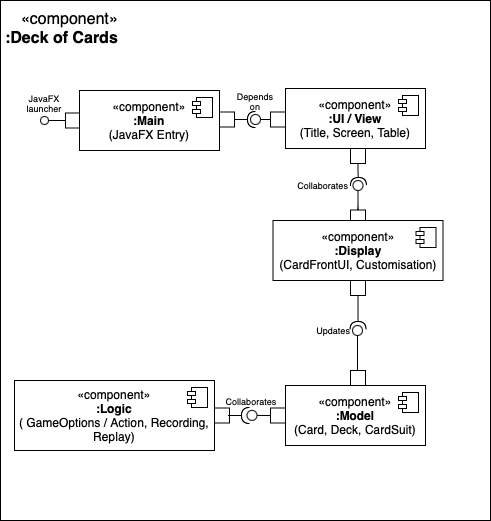 «component»
:Deck of Cards
JavaFX
launcher
«component»
:Main
(JavaFX Entry)
Depends
on
«component»
:UI / View
(Title, Screen, Table)
Collaborates
«component»
:Display
(CardFrontUI, Customisation)
Updates
«component»
:Logic
( GameOptions / Action, Recording,
Replay)
Collaborates
«component»
:Model
(Card, Deck, CardSuit)